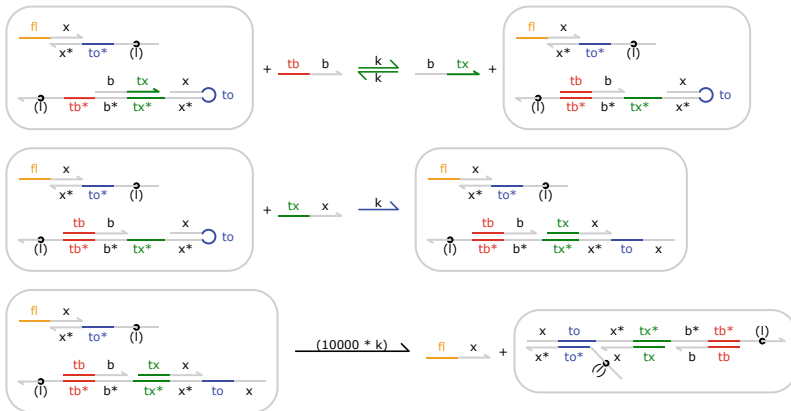 fl x
x* to* (l)
b tx x
to
(l) tb* b* tx* x*
+ tb b k k b tx +
fl x
x* to* (l)
tb b x
to
(l) tb* b* tx* x*
fl x
x* to* (l)
tb b x
to
(l) tb* b* tx* x*
+ tx x k
fl x
x* to* (l)
tb b tx x
(l) tb* b* tx* x* to x
fl x
x* to* (l)
tb b tx x
(l) tb* b* tx* x* to x
(10000 * k)
fl x +
x to x* tx* b* tb* (l)
x* to* x tx b tb
(l)